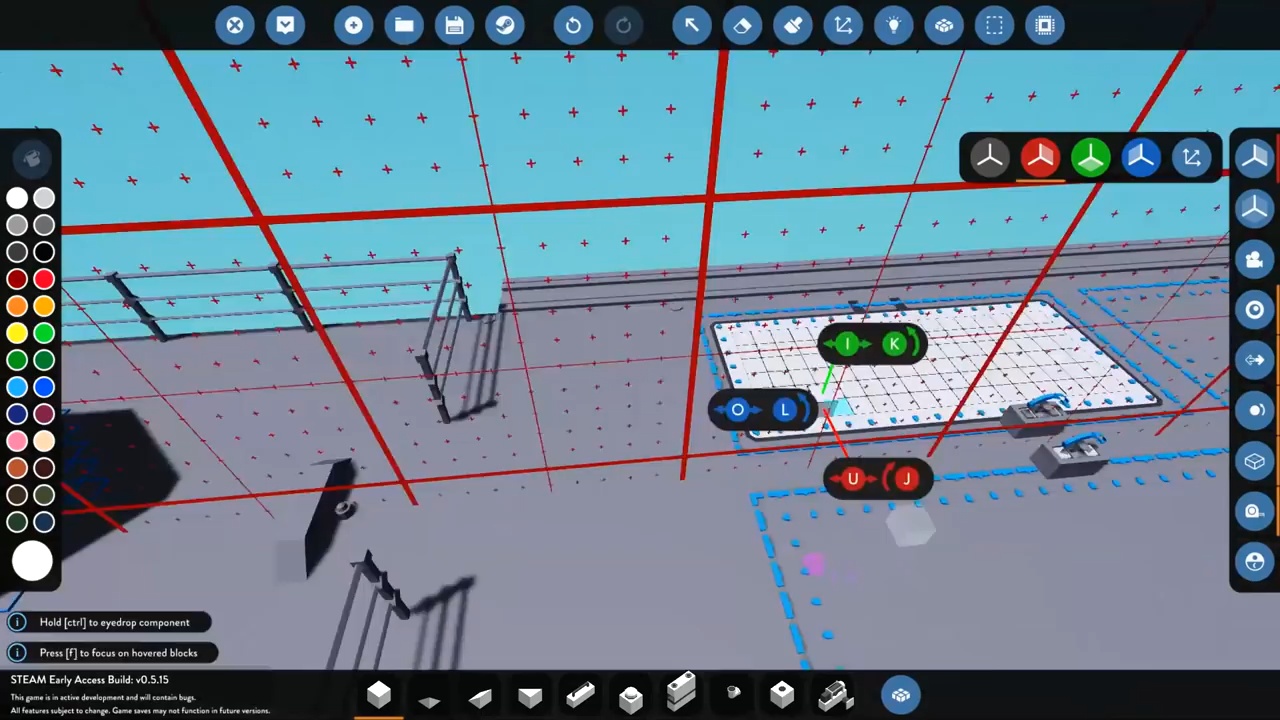 I K
O L
U J
Hold [ctrl] to eyedrop component
Press [f] to focus on hovered blocks
STEAM Early Access Build: v0.5.15
This game is in active development and will contain bugs.
All features subject to change. Game saves may not function in future versions.